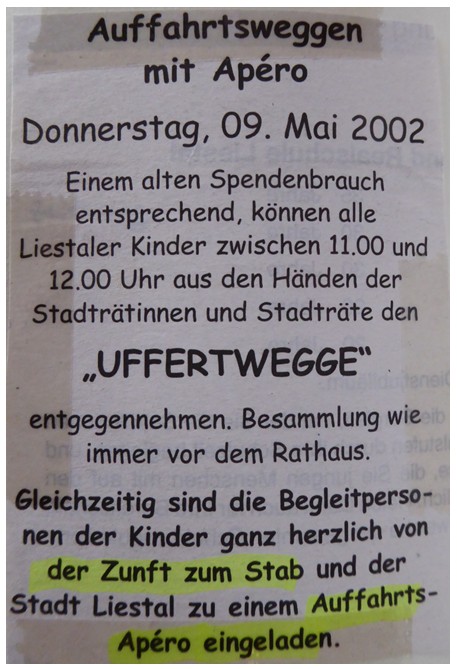 Auffahrtsweggen
mit Apéro
Donnerstag, 09. Mai 2002
Einem alten Spendenbrauch
entsprechend, können alle
Liestaler Kinder zwischen 11.00 und
12.00 Uhr aus den Händen der
Stadträtinnen und Stadträte den
„UFFERTWEGGE“
entgegennehmen. Besammlung wie
immer vor dem Rathaus.
Gleichzeitig sind die Begleitperso-
nen der Kinder ganz herzlich von
der Zunft zum Stab und der
Stadt Liestal zu einem Auffahrts-
Apéro eingeladen.